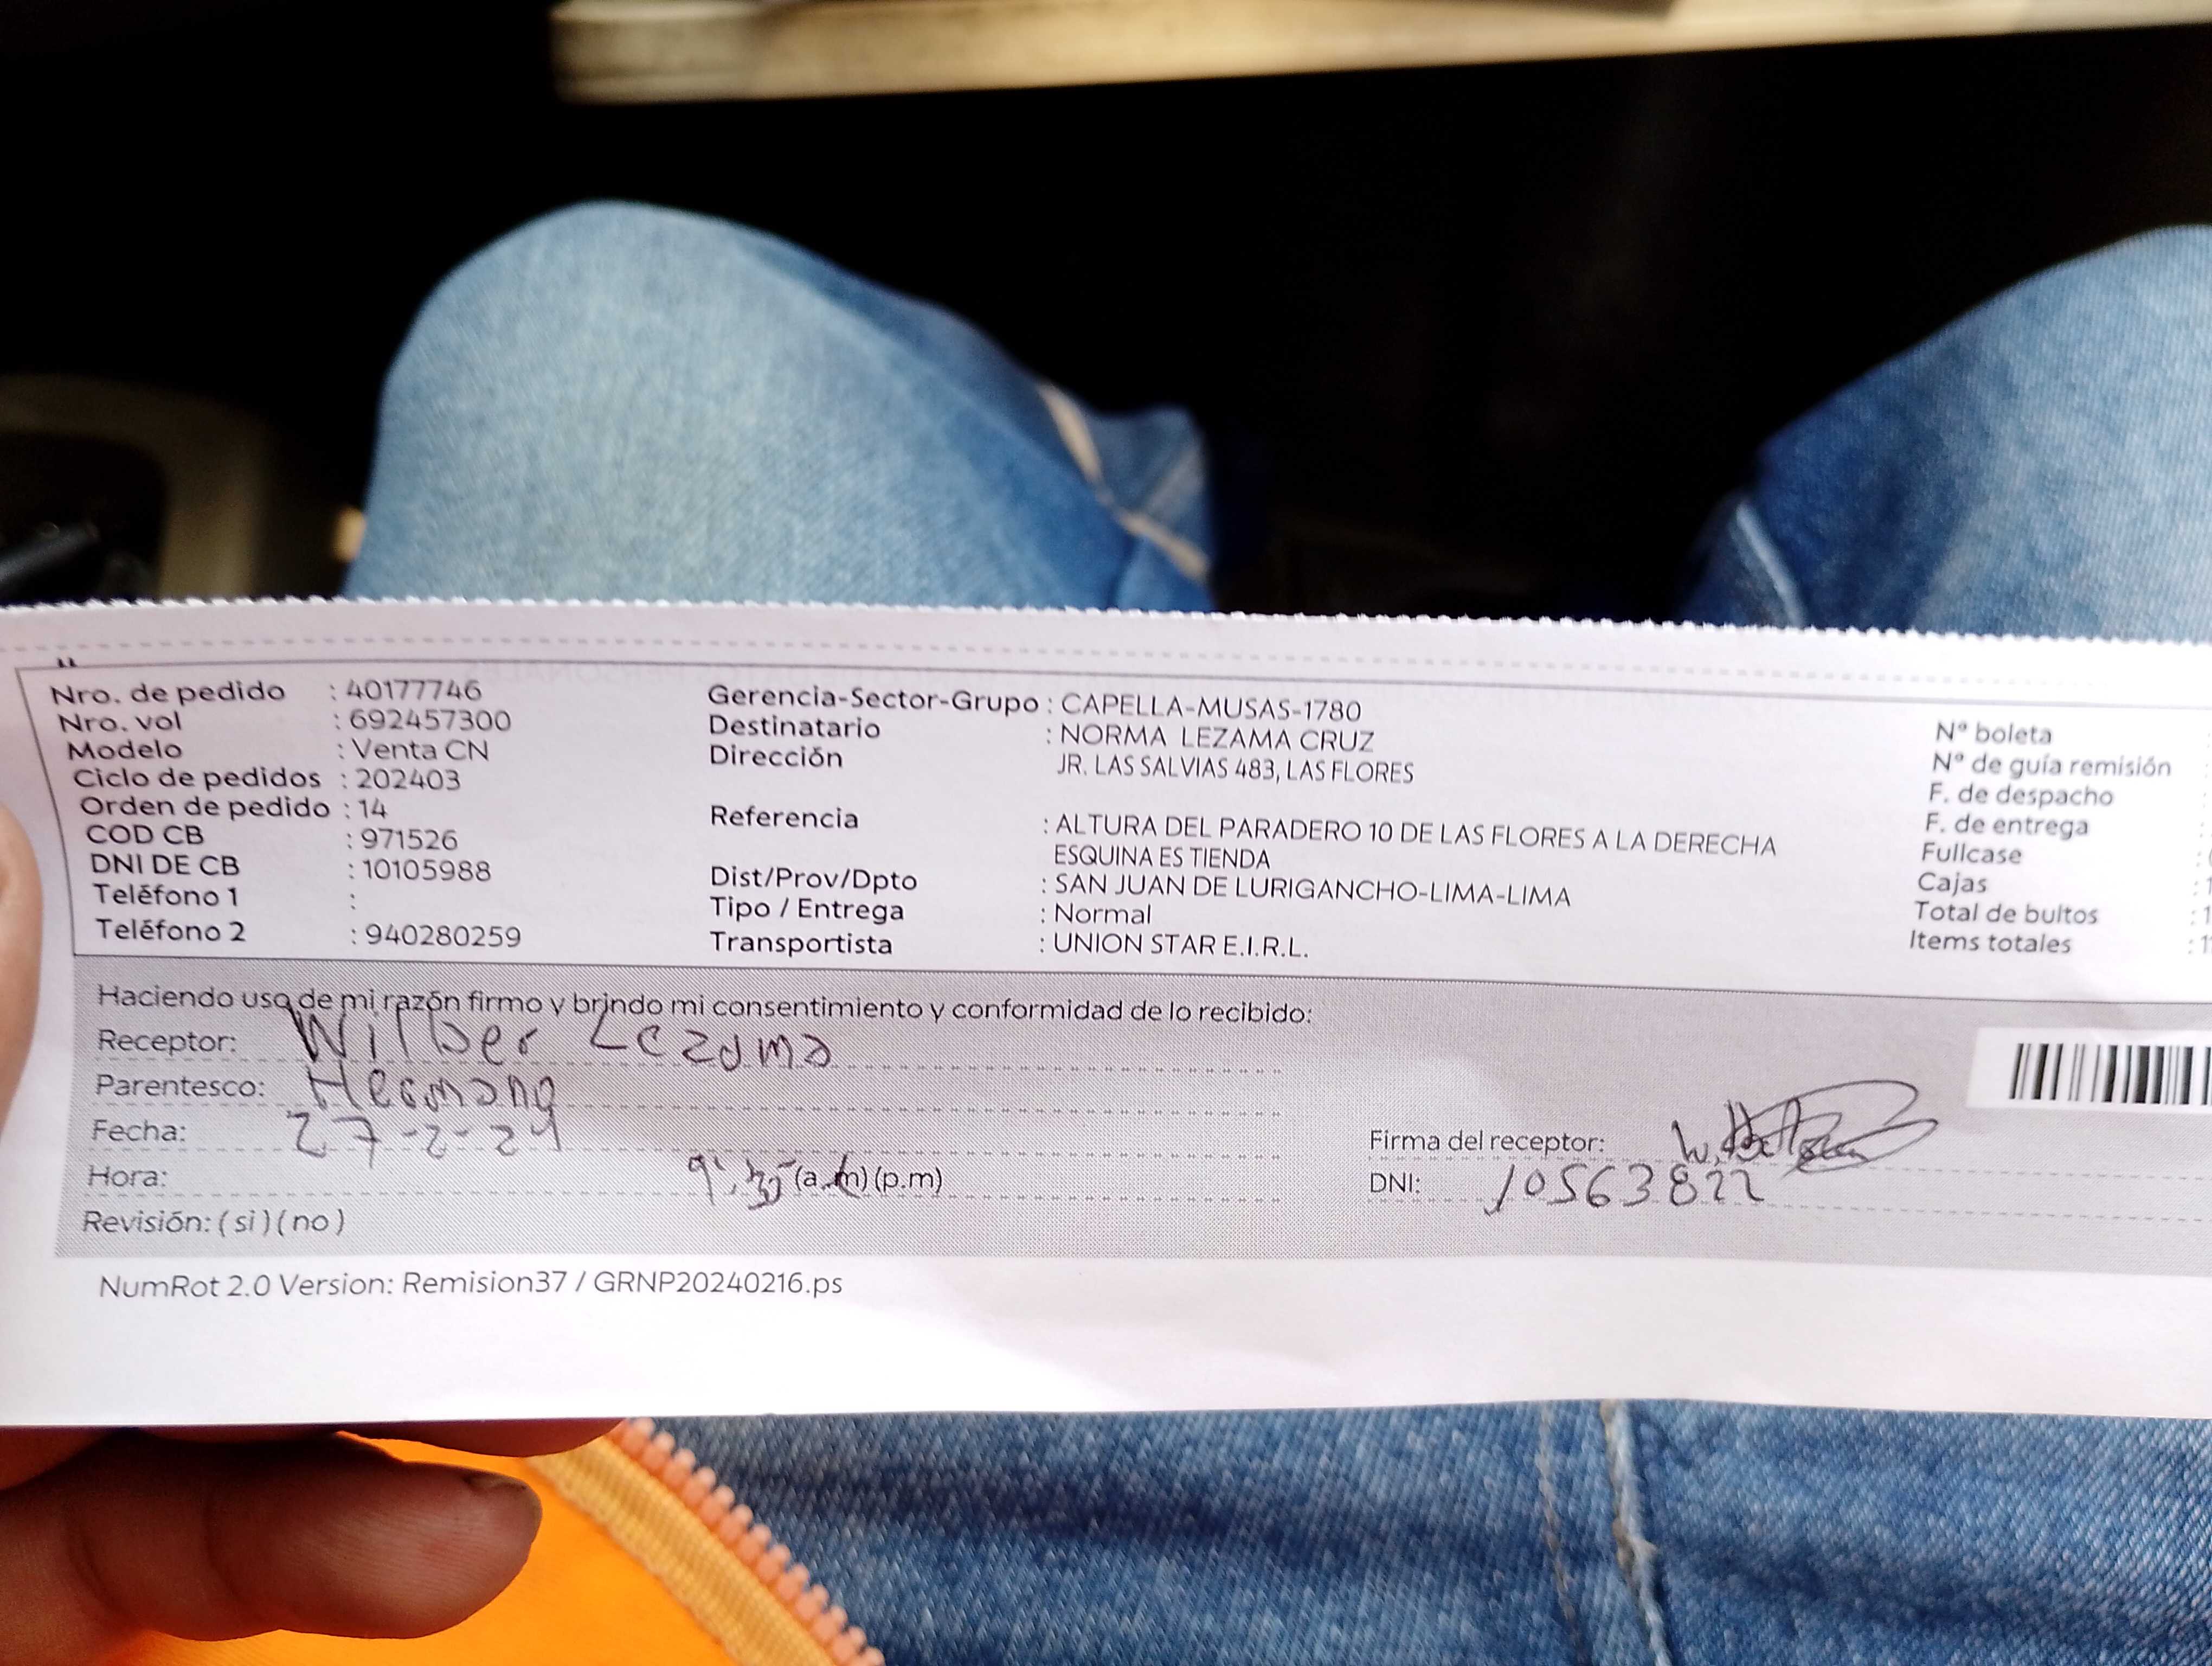 Nro. de pedido : 40177746
Nro. vol : 692457300
Modelo : Venta CN
Ciclo de pedidos : 202403
Orden de pedido : 14
COD CB : 971526
DNI DE CB : 10105988
Teléfono 1 :
Teléfono 2 : 940280259
Gerencia-Sector-Grupo : CAPELLA-MUSAS-1780
Destinatario : NORMA LEZAMA CRUZ
Dirección JR. LAS SALVIAS 483, LAS FLORES
Referencia : ALTURA DEL PARADERO 10 DE LAS FLORES A LA DERECHA
ESQUINA ES TIENDA
Dist/Prov/Dpto : SAN JUAN DE LURIGANCHO-LIMA-LIMA
Tipo / Entrega : Normal
Transportista : UNION STAR E.I.R.L.
Nº boleta
Nº de guía remisión
F. de despacho
F. de entrega
Fullcase
Cajas
Total de bultos
Items totales
Haciendo uso de mi razón firmo y brindo mi consentimiento y conformidad de lo recibido:
Receptor: Wilber Lezama
Parentesco: Hermano
Fecha: 27-2-24
Hora: 9:35 (a.m) (p.m)
Revisión: ( si ) ( no )
Firma del receptor:
DNI: 10563822
NumRot 2.0 Version: Remision37 / GRNP20240216.ps